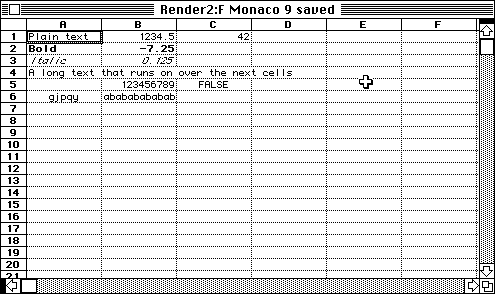 Render2:F Monaco 9 saved
A B C D E F
1 Plain text 1234.5 42
2 Bold -7.25
3 Italic 0.125
4 A long text that runs on over the next cells
5 123456789 FALSE
6 gjpqy abababababab
7
8
9
10
11
12
13
14
15
16
17
18
19
20
21